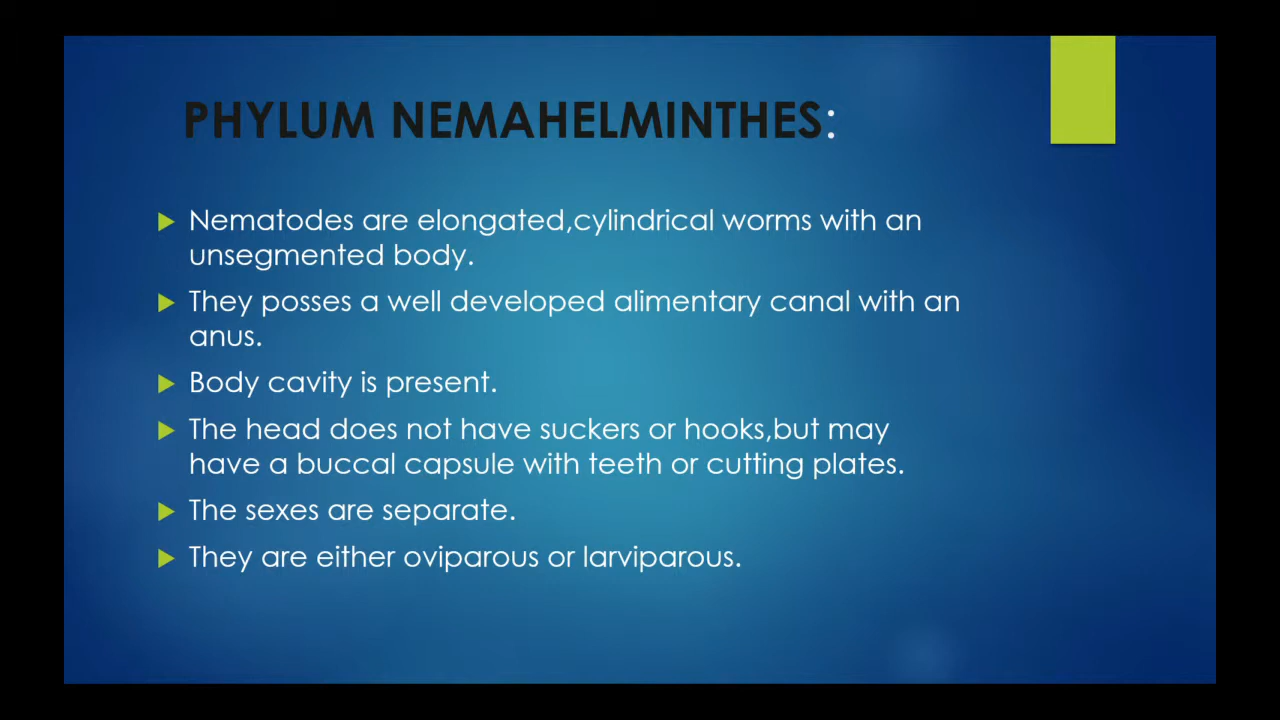 PHYLUM NEMAHELMINTHES:
Nematodes are elongated,cylindrical worms with an
unsegmented body.
They posses a well developed alimentary canal with an
anus.
Body cavity is present.
The head does not have suckers or hooks,but may
have a buccal capsule with teeth or cutting plates.
The sexes are separate.
They are either oviparous or larviparous.